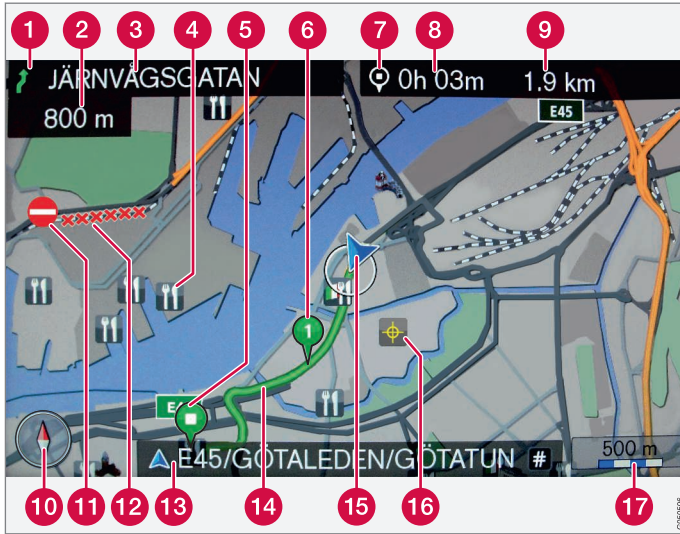 1 2 3 4 5 6 7 8 9
JÄRNVÅGSGATAN
0h 03m 1.9 km
800 m
E45
1
E
E45/GÖTALEDEN/GÖTATUN #
500 m
10 11 12 13 14 15 16 17